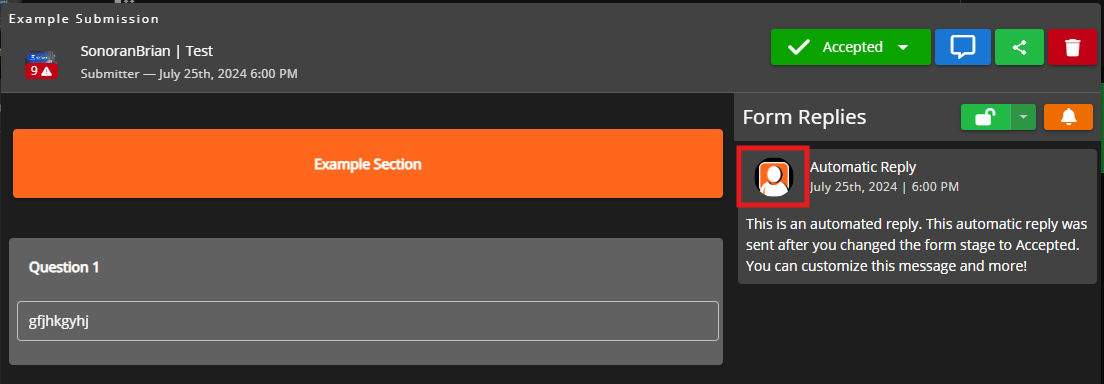 Example Submission
SonoranBrian | Test
9
Submitter — July 25th, 2024 6:00 PM
Accepted
Form Replies
Example Section
Automatic Reply
July 25th, 2024 | 6:00 PM
This is an automated reply. This automatic reply was
sent after you changed the form stage to Accepted.
You can customize this message and more!
Question 1
gfjhkgyhj